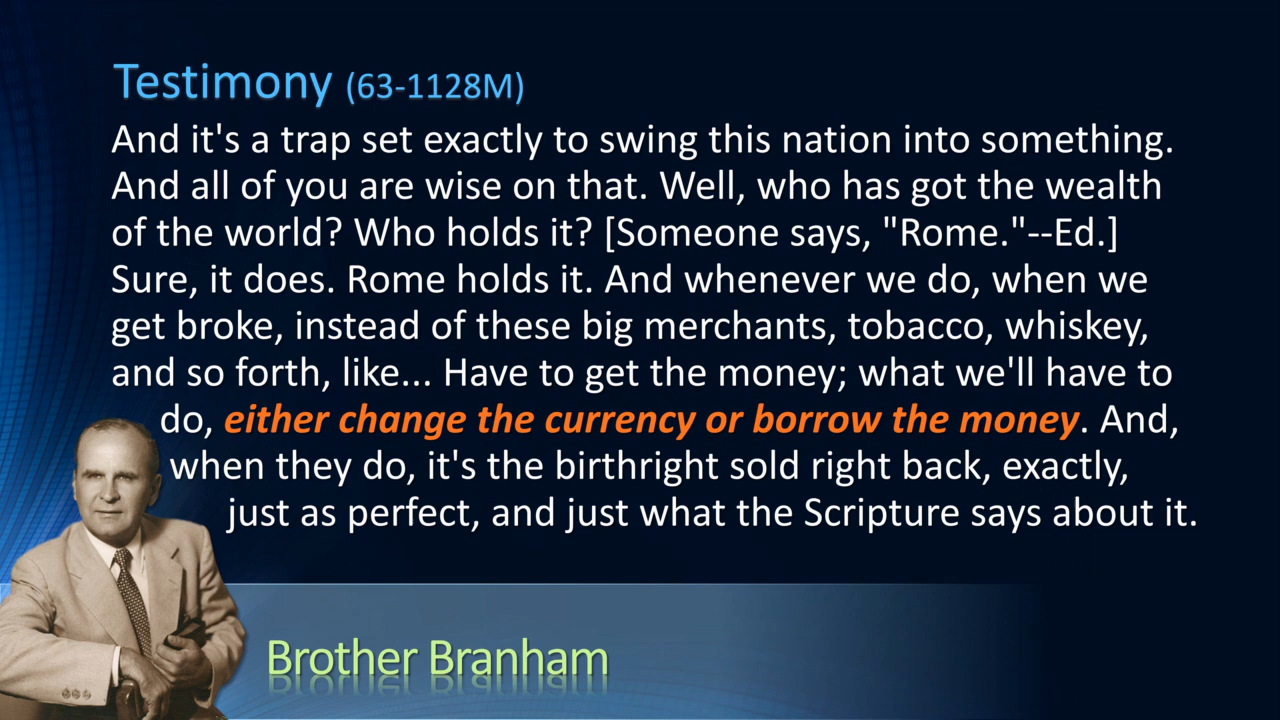 Testimony (63-1128M)
And it's a trap set exactly to swing this nation into something.
And all of you are wise on that. Well, who has got the wealth
of the world? Who holds it? [Someone says, "Rome."--Ed.]
Sure, it does. Rome holds it. And whenever we do, when we
get broke, instead of these big merchants, tobacco, whiskey,
and so forth, like... Have to get the money; what we'll have to
do, either change the currency or borrow the money. And,
when they do, it's the birthright sold right back, exactly,
just as perfect, and just what the Scripture says about it.
Brother Branham